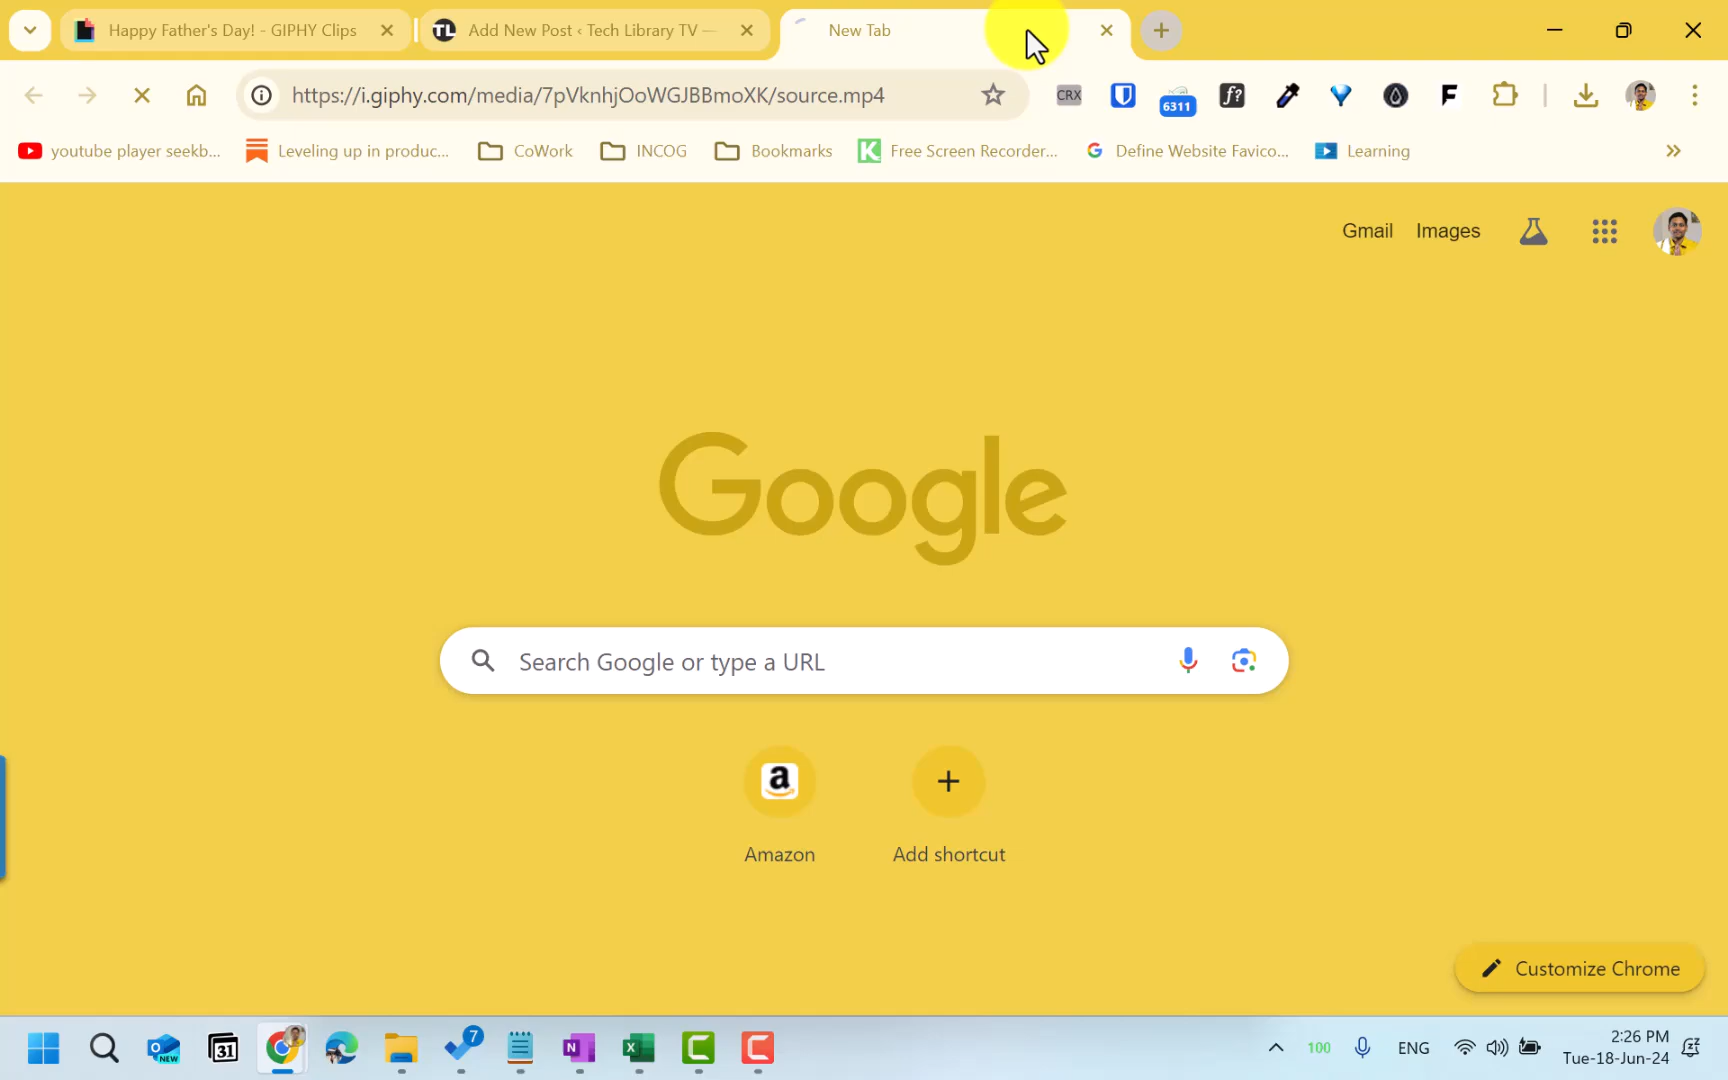 Happy Father's Day! - GIPHY Clips
TL Add New Post ‹ Tech Library TV —
New Tab
https://i.giphy.com/media/7pVknhjOoWGJBBmoXK/source.mp4
CRX
6311
f?
F
youtube player seekb...
Leveling up in produc...
CoWork
INCOG
Bookmarks
K Free Screen Recorder...
G Define Website Favico...
Learning
Gmail
Images
Google
Search Google or type a URL
a
Amazon
Add shortcut
Customize Chrome
O NEW
31
7
N
X
C
C
100
ENG
2:26 PM
Tue-18-Jun-24